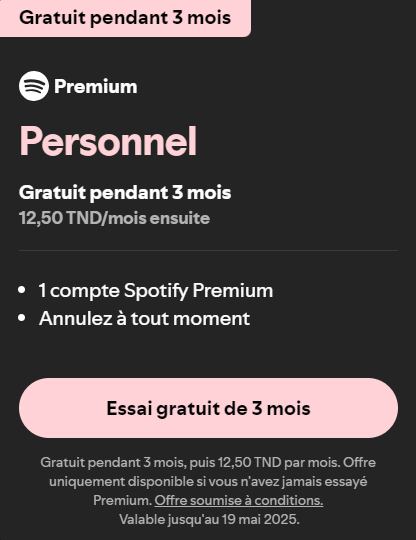 Gratuit pendant 3 mois
Premium
Personnel
Gratuit pendant 3 mois
12,50 TND/mois ensuite
• 1 compte Spotify Premium
• Annulez à tout moment
Essai gratuit de 3 mois
Gratuit pendant 3 mois, puis 12,50 TND par mois. Offre
uniquement disponible si vous n'avez jamais essayé
Premium. Offre soumise à conditions.
Valable jusqu'au 19 mai 2025.